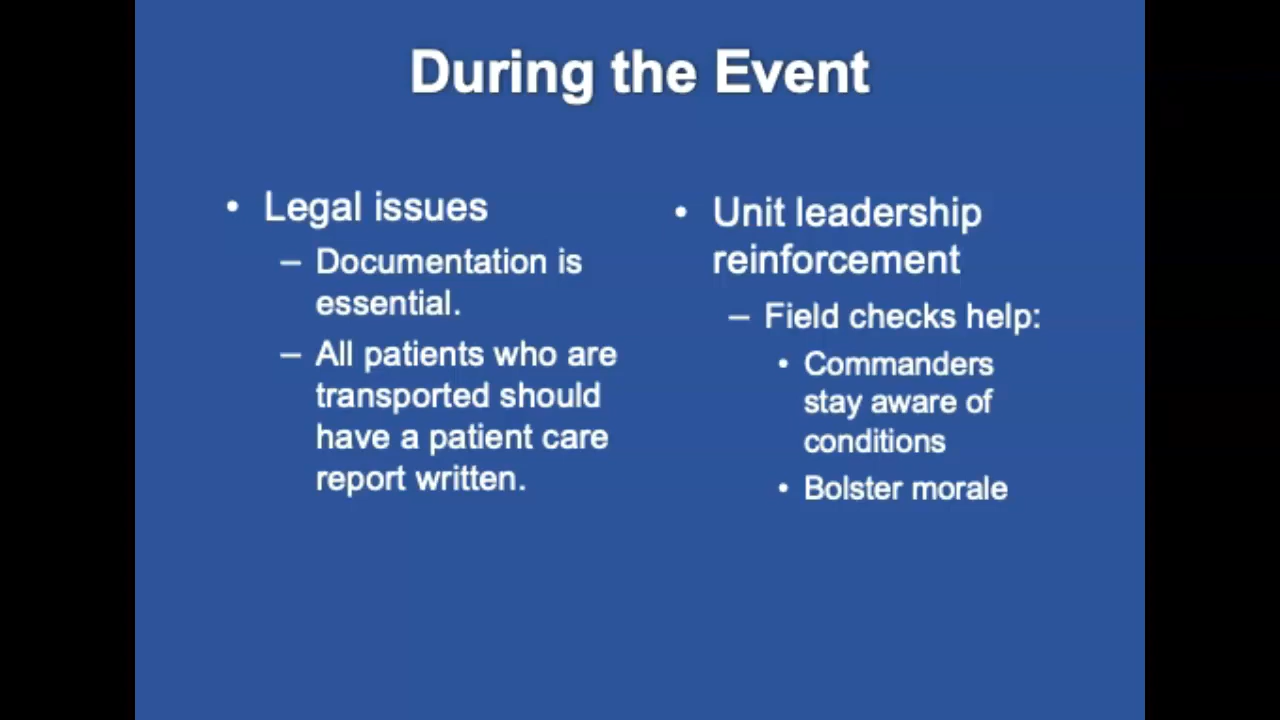 During the Event
• Legal issues
– Documentation is
essential.
– All patients who are
transported should
have a patient care
report written.
• Unit leadership
reinforcement
– Field checks help:
• Commanders
stay aware of
conditions
• Bolster morale